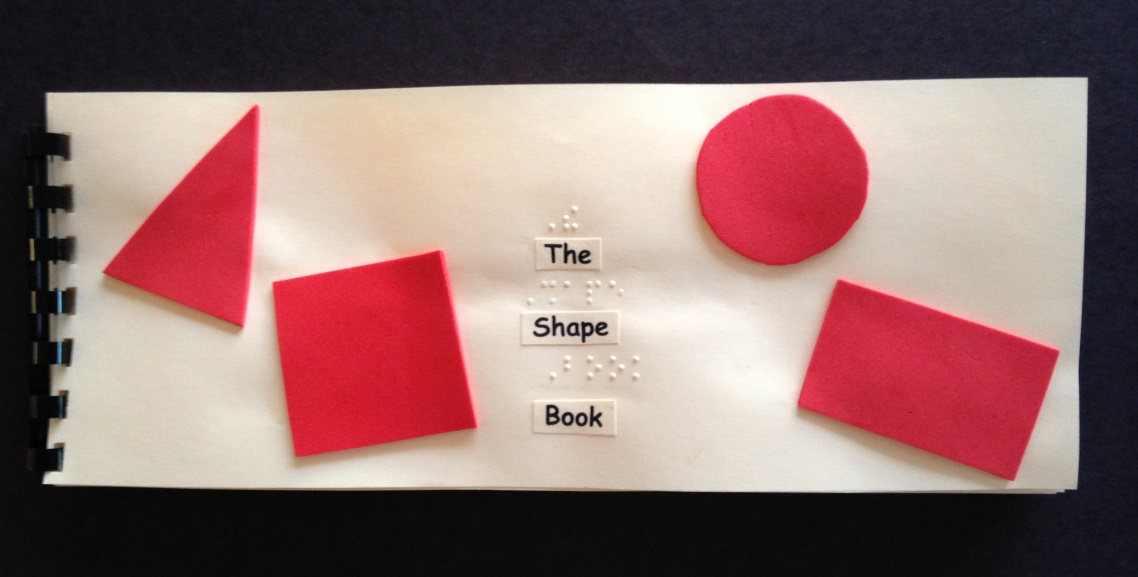 ⠠⠮
The
⠠⠩⠁⠏⠑
Shape
⠠⠃⠕⠕⠅
Book